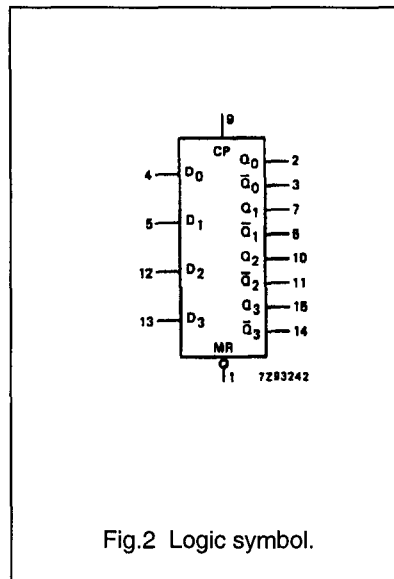 9
CP
Q₀ 2
4 D₀
Q̄₀ 3
Q₁ 7
5 D₁
Q̄₁ 6
Q₂ 10
12 D₂
Q̄₂ 11
Q₃ 15
13 D₃
Q̄₃ 14
MR
1 7Z93242
Fig.2 Logic symbol.